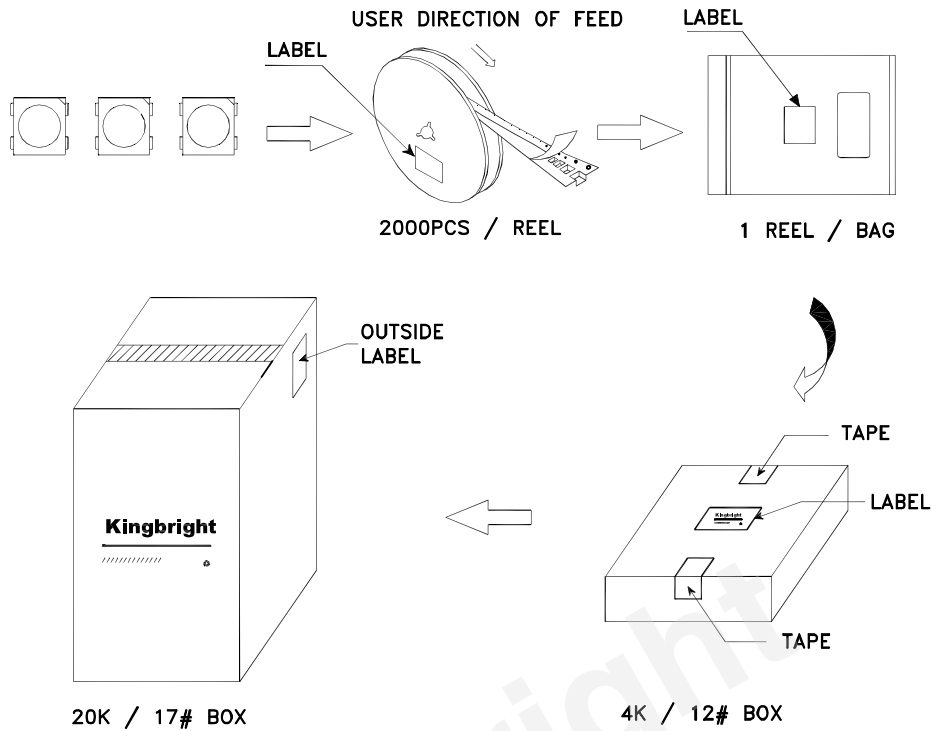 USER DIRECTION OF FEED
LABEL
LABEL
2000PCS / REEL
1 REEL / BAG
OUTSIDE
LABEL
TAPE
LABEL
Kingbright
Kingbright
TAPE
20K / 17# BOX
4K / 12# BOX